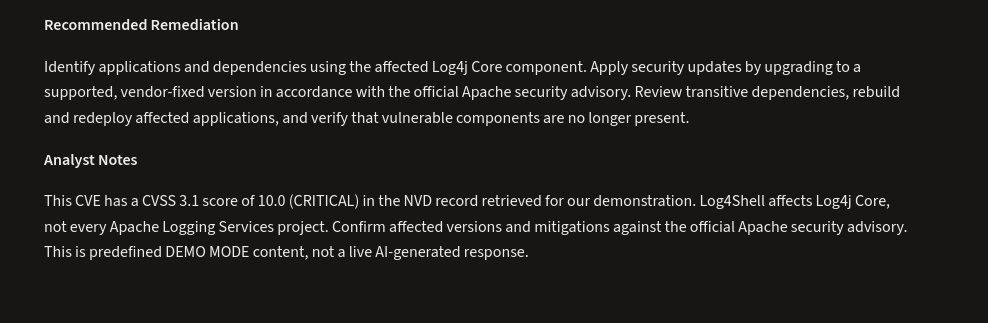 Recommended Remediation
Identify applications and dependencies using the affected Log4j Core component. Apply security updates by upgrading to a
supported, vendor-fixed version in accordance with the official Apache security advisory. Review transitive dependencies, rebuild
and redeploy affected applications, and verify that vulnerable components are no longer present.
Analyst Notes
This CVE has a CVSS 3.1 score of 10.0 (CRITICAL) in the NVD record retrieved for our demonstration. Log4Shell affects Log4j Core,
not every Apache Logging Services project. Confirm affected versions and mitigations against the official Apache security advisory.
This is predefined DEMO MODE content, not a live AI-generated response.